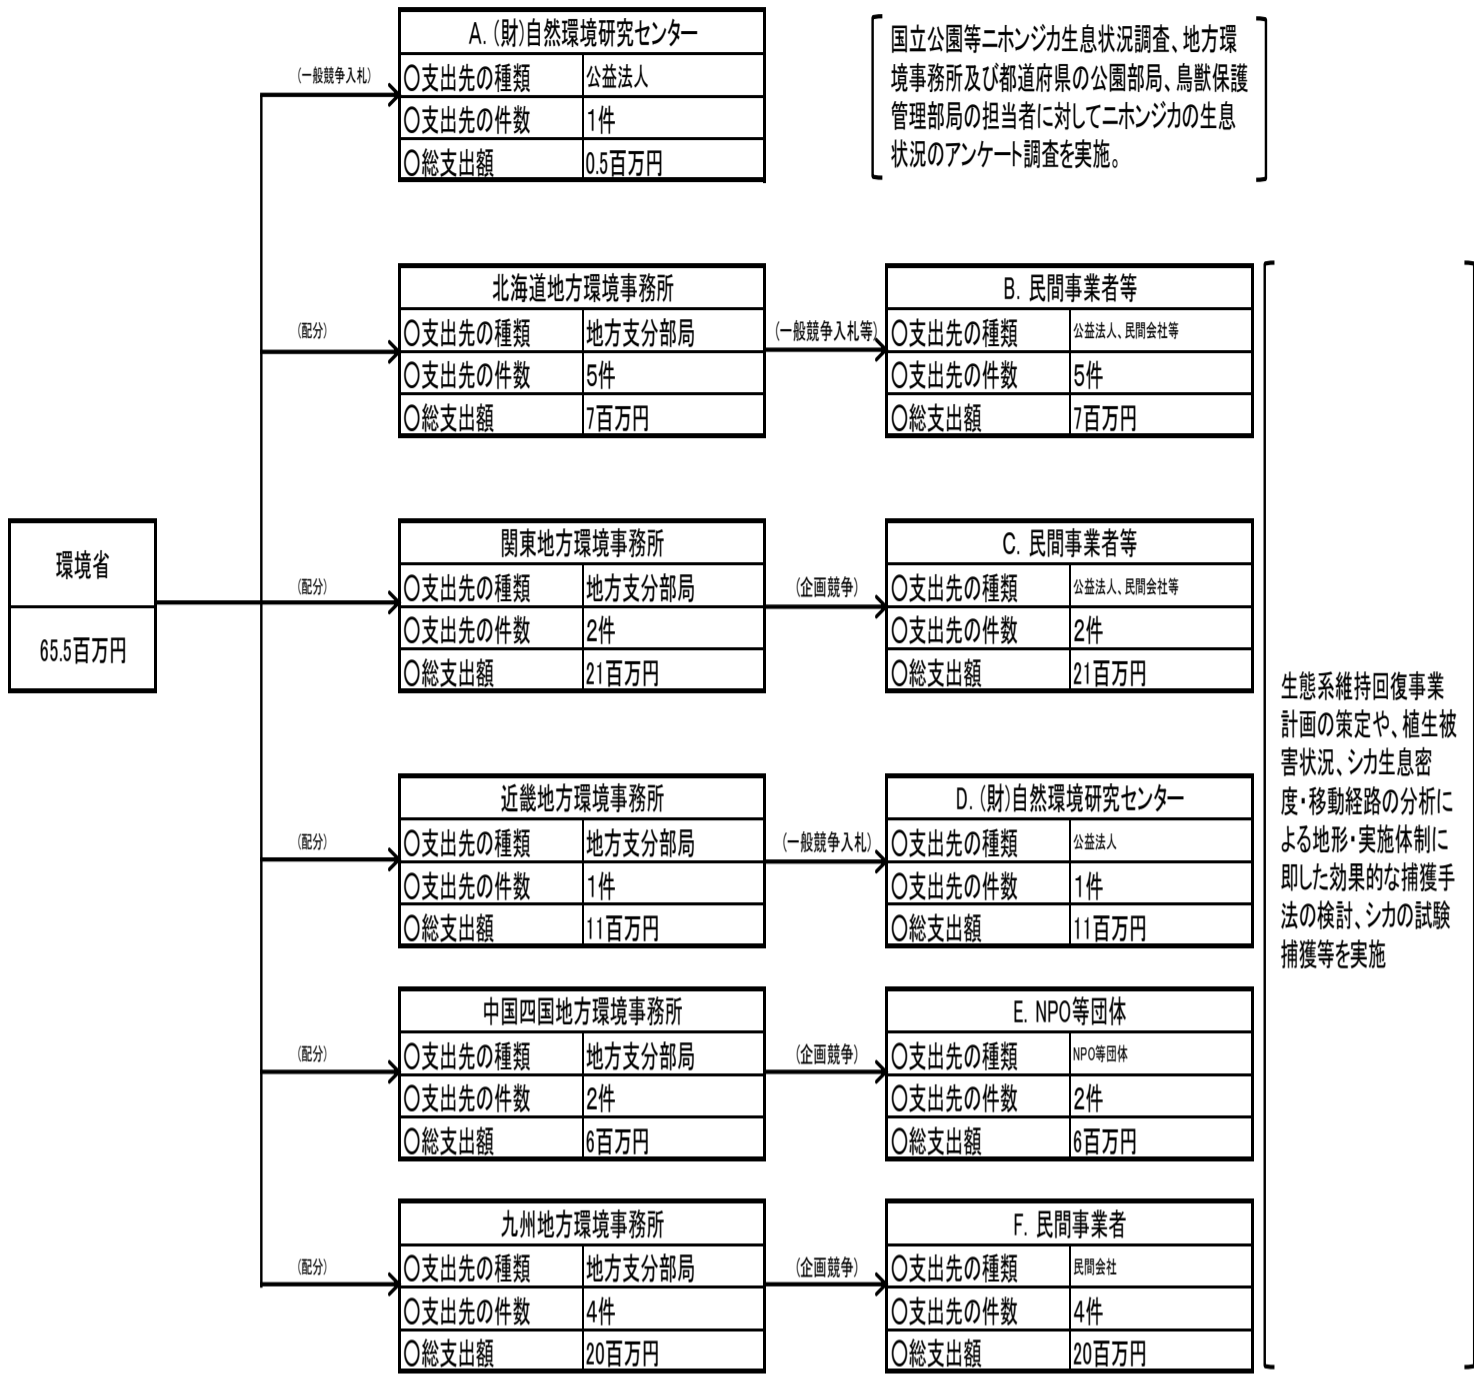 A.(財)自然環境研究センター
(一般競争入札)
○支出先の種類 公益法人
○支出先の件数 1件
○総支出額 0.5百万円
国立公園等ニホンジカ生息状況調査、地方環
境事務所及び都道府県の公園部局、鳥獣保護
管理部局の担当者に対してニホンジカの生息
状況のアンケート調査を実施。
北海道地方環境事務所
(配分)
○支出先の種類 地方支分部局
○支出先の件数 5件
○総支出額 7百万円
(一般競争入札等)
B. 民間事業者等
○支出先の種類 公益法人、民間会社等
○支出先の件数 5件
○総支出額 7百万円
環境省
65.5百万円
関東地方環境事務所
(配分)
○支出先の種類 地方支分部局
○支出先の件数 2件
○総支出額 21百万円
(企画競争)
C. 民間事業者等
○支出先の種類 公益法人、民間会社等
○支出先の件数 2件
○総支出額 21百万円
近畿地方環境事務所
(配分)
○支出先の種類 地方支分部局
○支出先の件数 1件
○総支出額 11百万円
(一般競争入札)
D.(財)自然環境研究センター
○支出先の種類 公益法人
○支出先の件数 1件
○総支出額 11百万円
中国四国地方環境事務所
(配分)
○支出先の種類 地方支分部局
○支出先の件数 2件
○総支出額 6百万円
(企画競争)
E. NPO等団体
○支出先の種類 NPO等団体
○支出先の件数 2件
○総支出額 6百万円
九州地方環境事務所
(配分)
○支出先の種類 地方支分部局
○支出先の件数 4件
○総支出額 20百万円
(企画競争)
F. 民間事業者
○支出先の種類 民間会社
○支出先の件数 4件
○総支出額 20百万円
生態系維持回復事業
計画の策定や、植生被
害状況、シカ生息密
度・移動経路の分析に
よる地形・実施体制に
即した効果的な捕獲手
法の検討、シカの試験
捕獲等を実施